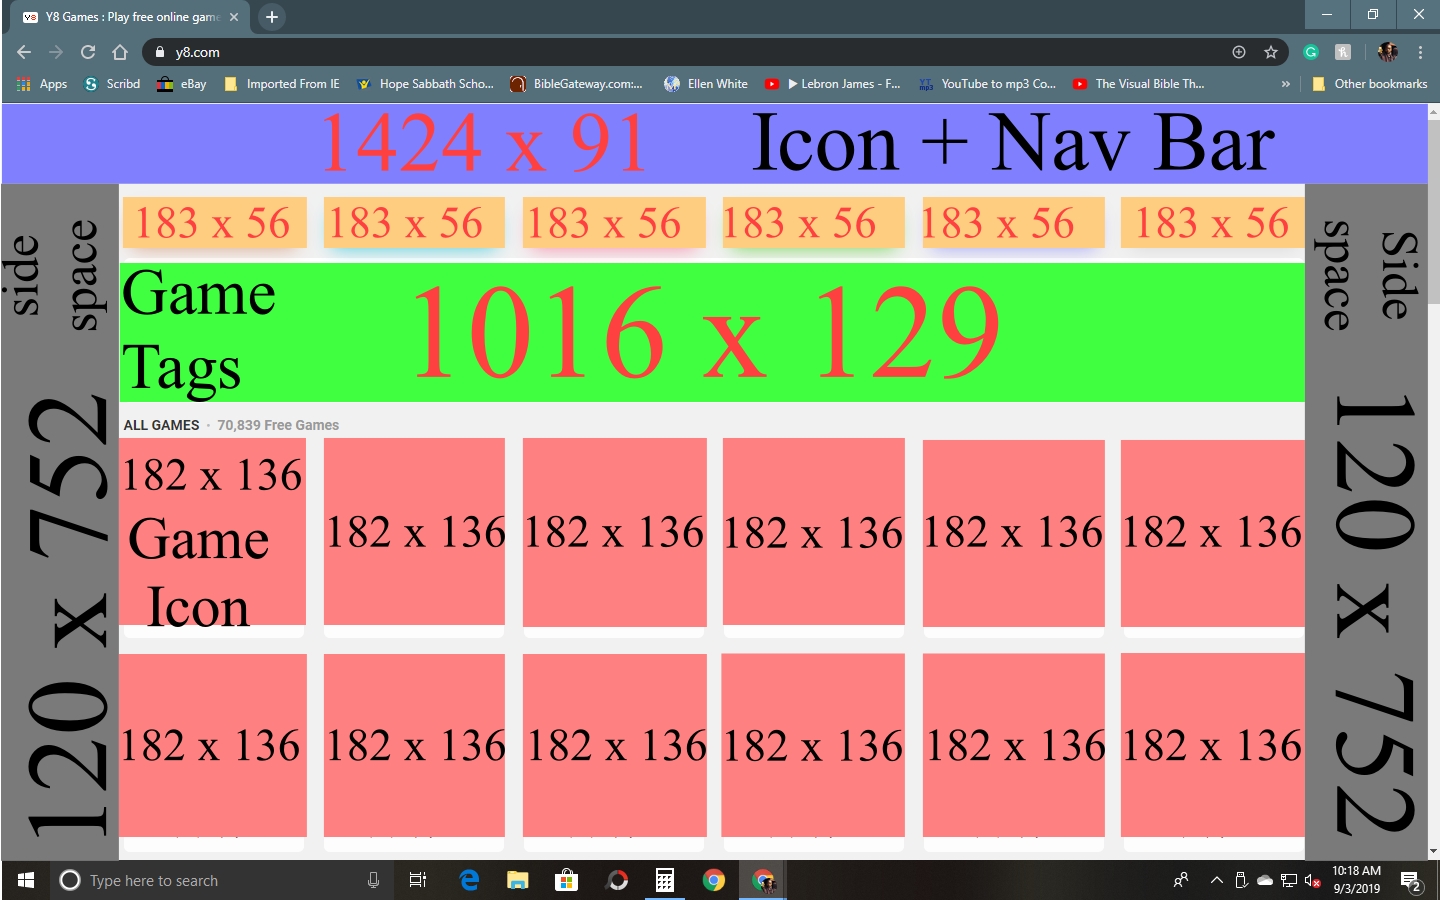 Y8 Games : Play free online game
y8.com
Apps
Scribd
eBay
Imported From IE
Hope Sabbath Scho...
BibleGateway.com:...
Ellen White
▶ Lebron James - F...
YouTube to mp3 Co...
The Visual Bible Th...
»
Other bookmarks
1424 x 91 Icon + Nav Bar
183 x 56 183 x 56 183 x 56 183 x 56 183 x 56 183 x 56
side
space
120 x 752
Game
Tags
1016 x 129
Side
space
120 x 752
ALL GAMES • 70,839 Free Games
182 x 136
Game
Icon
182 x 136 182 x 136 182 x 136 182 x 136 182 x 136
182 x 136 182 x 136 182 x 136 182 x 136 182 x 136 182 x 136
Type here to search
10:18 AM
9/3/2019
2